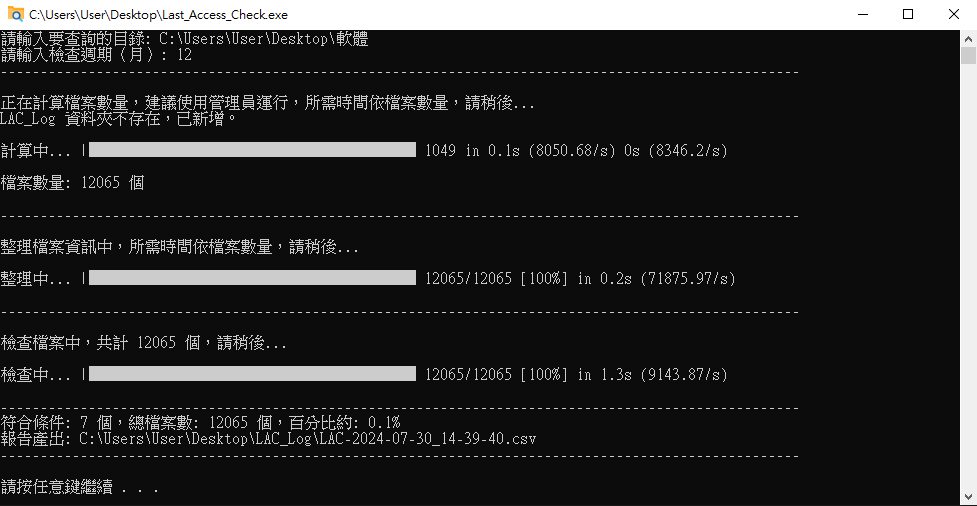 C:\Users\User\Desktop\Last_Access_Check.exe
請輸入要查詢的目錄: C:\Users\User\Desktop\軟體
請輸入檢查週期（月）: 12
----------------------------------------------------------------------------------------------------
正在計算檔案數量，建議使用管理員運行，所需時間依檔案數量，請稍後...
LAC_Log 資料夾不存在，已新增。
計算中... |████████████████████████████████████████| 1049 in 0.1s (8050.68/s) 0s (8346.2/s)
檔案數量: 12065 個
----------------------------------------------------------------------------------------------------
整理檔案資訊中，所需時間依檔案數量，請稍後...
整理中... |████████████████████████████████████████| 12065/12065 [100%] in 0.2s (71875.97/s)
----------------------------------------------------------------------------------------------------
檢查檔案中，共計 12065 個，請稍後...
檢查中... |████████████████████████████████████████| 12065/12065 [100%] in 1.3s (9143.87/s)
----------------------------------------------------------------------------------------------------
符合條件: 7 個，總檔案數: 12065 個，百分比約: 0.1%
報告產出: C:\Users\User\Desktop\LAC_Log\LAC-2024-07-30_14-39-40.csv
----------------------------------------------------------------------------------------------------
請按任意鍵繼續 . . .